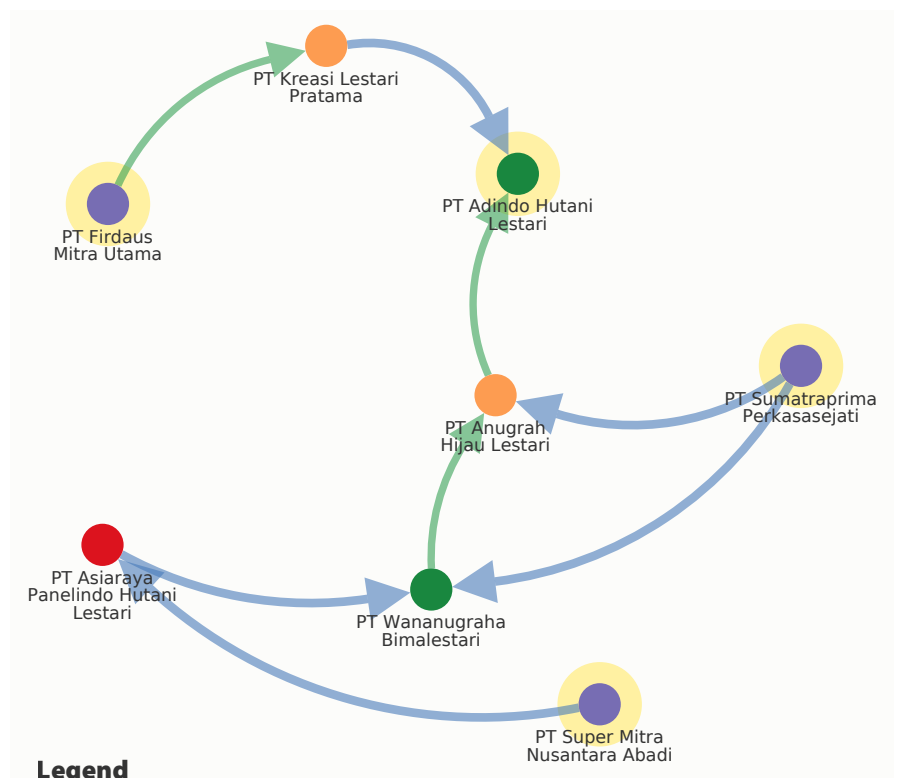 PT Kreasi Lestari
Pratama
PT Adindo Hutani
Lestari
PT Firdaus
Mitra Utama
PT Sumatraprima
Perkasasejati
PT Anugrah
Hijau Lestari
PT Asiaraya
Panelindo Hutani
Lestari
PT Wananugraha
Bimalestari
PT Super Mitra
Nusantara Abadi
Legend